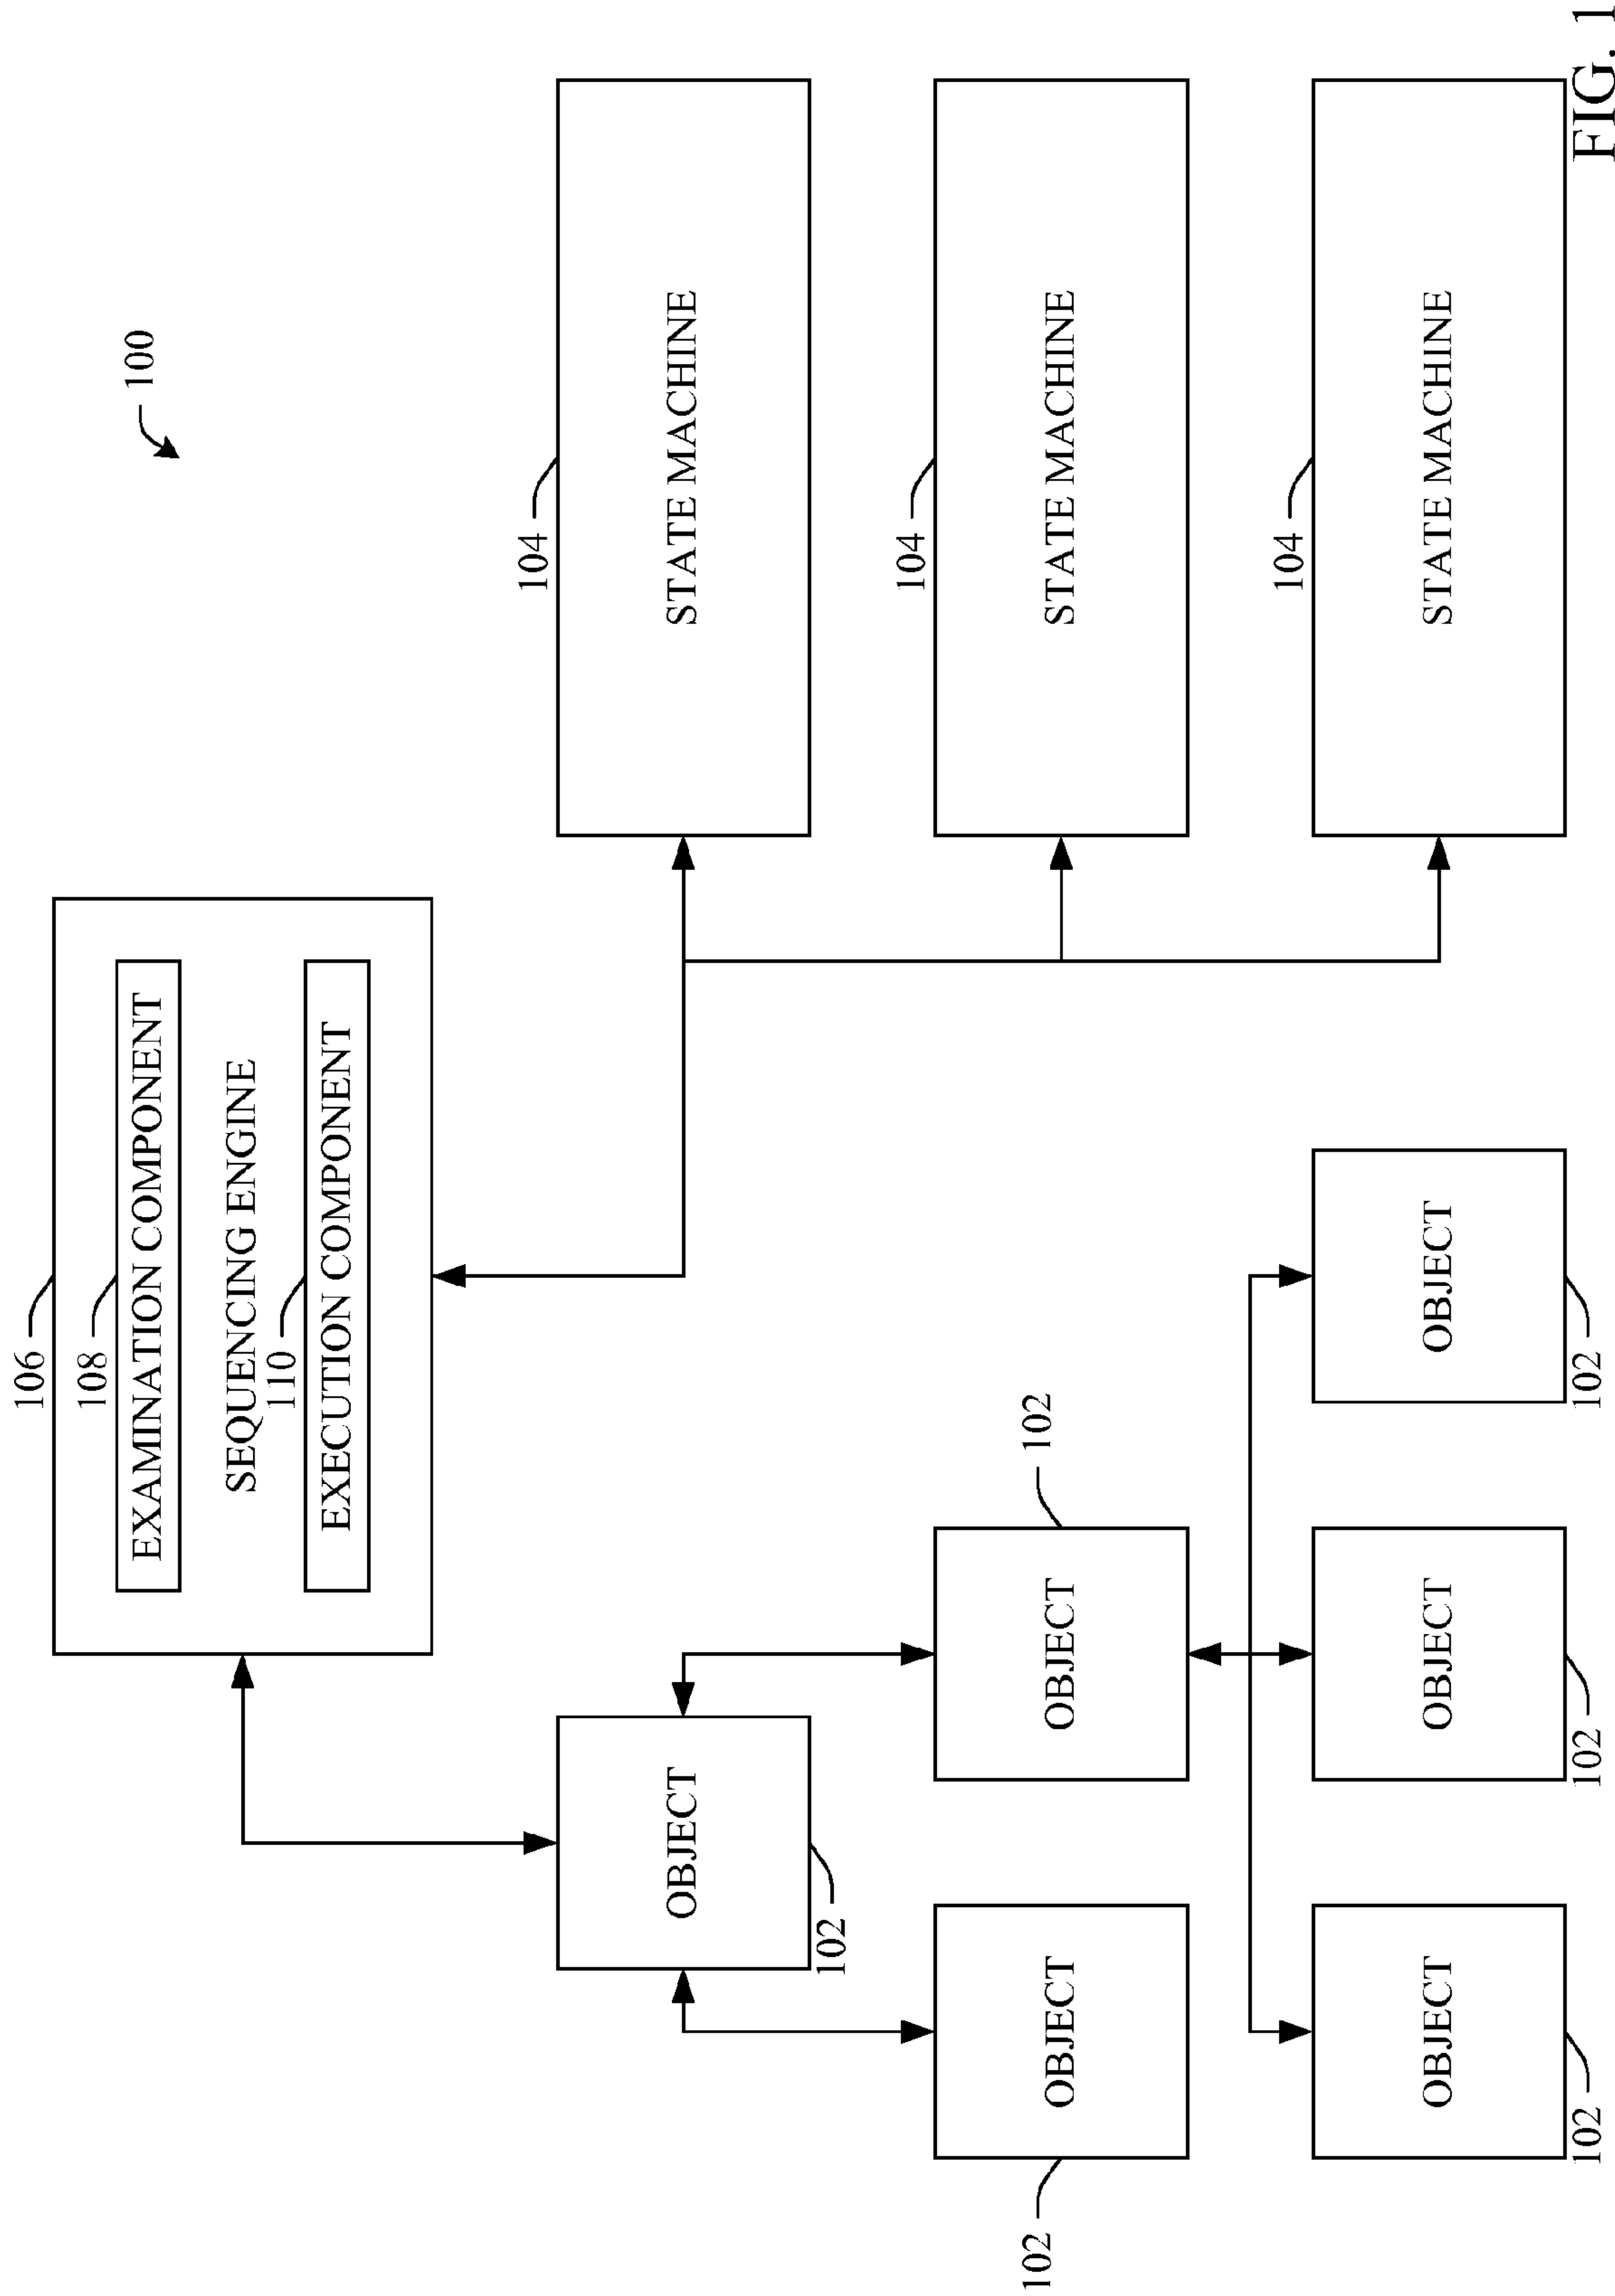 106
108
100
EXAMINATION COMPONENT
SEQUENCING ENGINE
110
EXECUTION COMPONENT
104
OBJECT
STATE MACHINE
102
104
102
102
OBJECT
OBJECT
STATE MACHINE
104
OBJECT
OBJECT
OBJECT
STATE MACHINE
102
102
102
FIG. 1